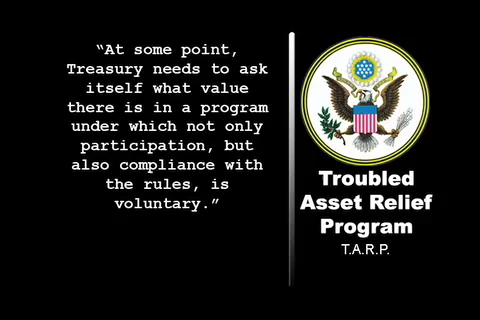 “At some point,
Treasury needs to ask
itself what value
there is in a program
under which not only
participation, but
also compliance with
the rules, is
voluntary.”
Troubled
Asset Relief
Program
T.A.R.P.